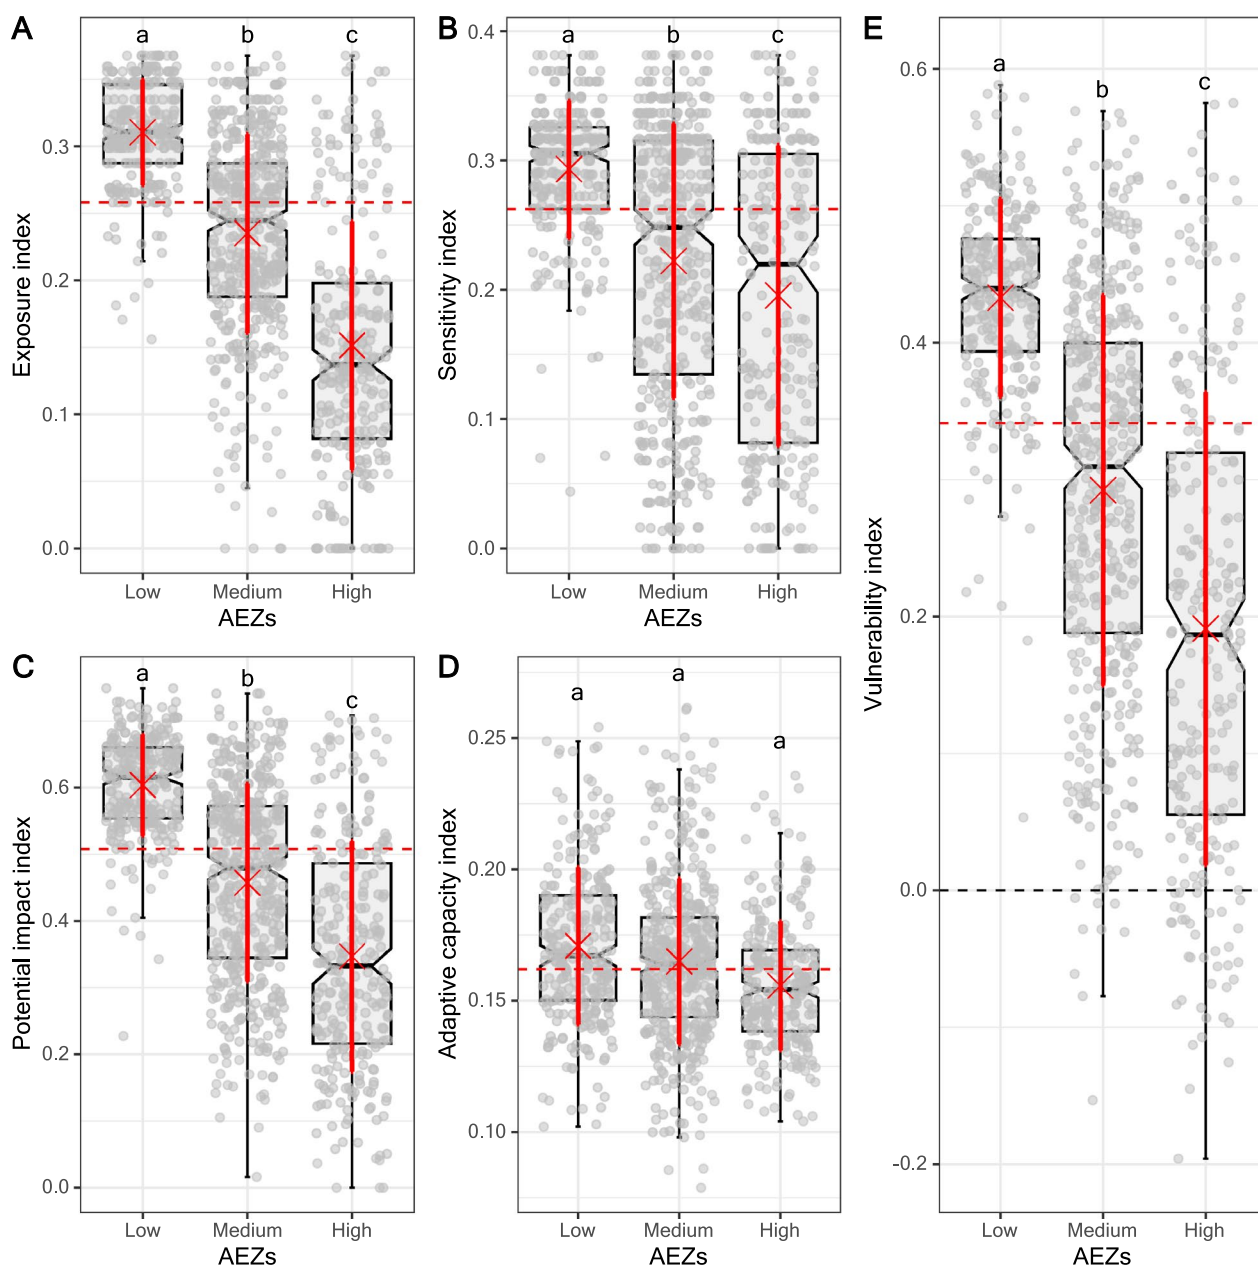 A
a
b
c
Exposure index
0.3
0.2
0.1
0.0
Low
Medium
High
AEZs
B
a
b
c
Sensitivity index
0.4
0.3
0.2
0.1
0.0
Low
Medium
High
AEZs
C
a
b
c
Potential impact index
0.6
0.4
0.2
0.0
Low
Medium
High
AEZs
D
a
a
a
Adaptive capacity index
0.25
0.20
0.15
0.10
Low
Medium
High
AEZs
E
a
b
c
Vulnerability index
0.6
0.4
0.2
0.0
-0.2
Low
Medium
High
AEZs